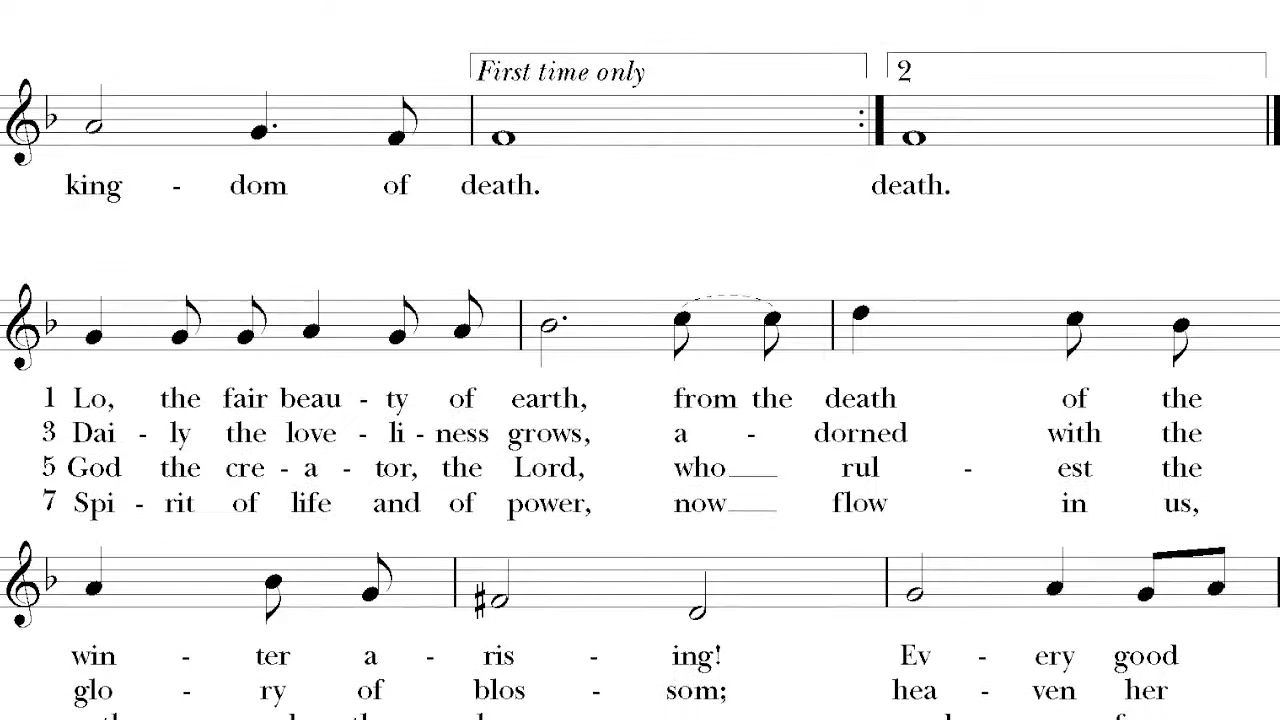 First time only 2
king - dom of death. death.
1 Lo, the fair beau - ty of earth, from the death of the
3 Dai - ly the love - li - ness grows, a - dorned with the
5 God the cre - a - tor, the Lord, who rul - est the
7 Spi - rit of life and of power, now flow in us,
win - ter a - ris - ing! Ev - ery good
glo - ry of blos - som; hea - ven her